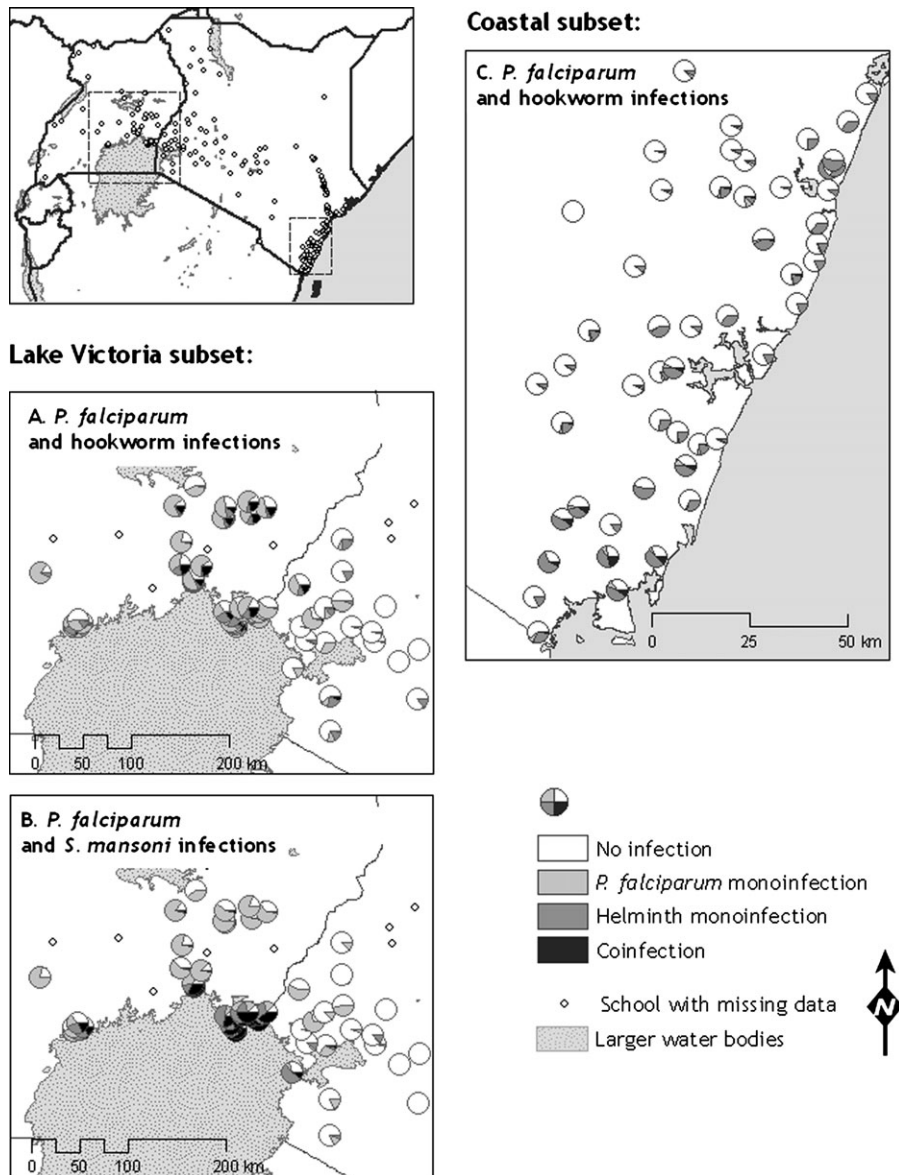 Coastal subset:
C. P. falciparum
and hookworm infections
0 25 50 km
Lake Victoria subset:
A. P. falciparum
and hookworm infections
0 50 100 200 km
B. P. falciparum
and S. mansoni infections
0 50 100 200 km
No infection
P. falciparum monoinfection
Helminth monoinfection
Coinfection
School with missing data
Larger water bodies
N